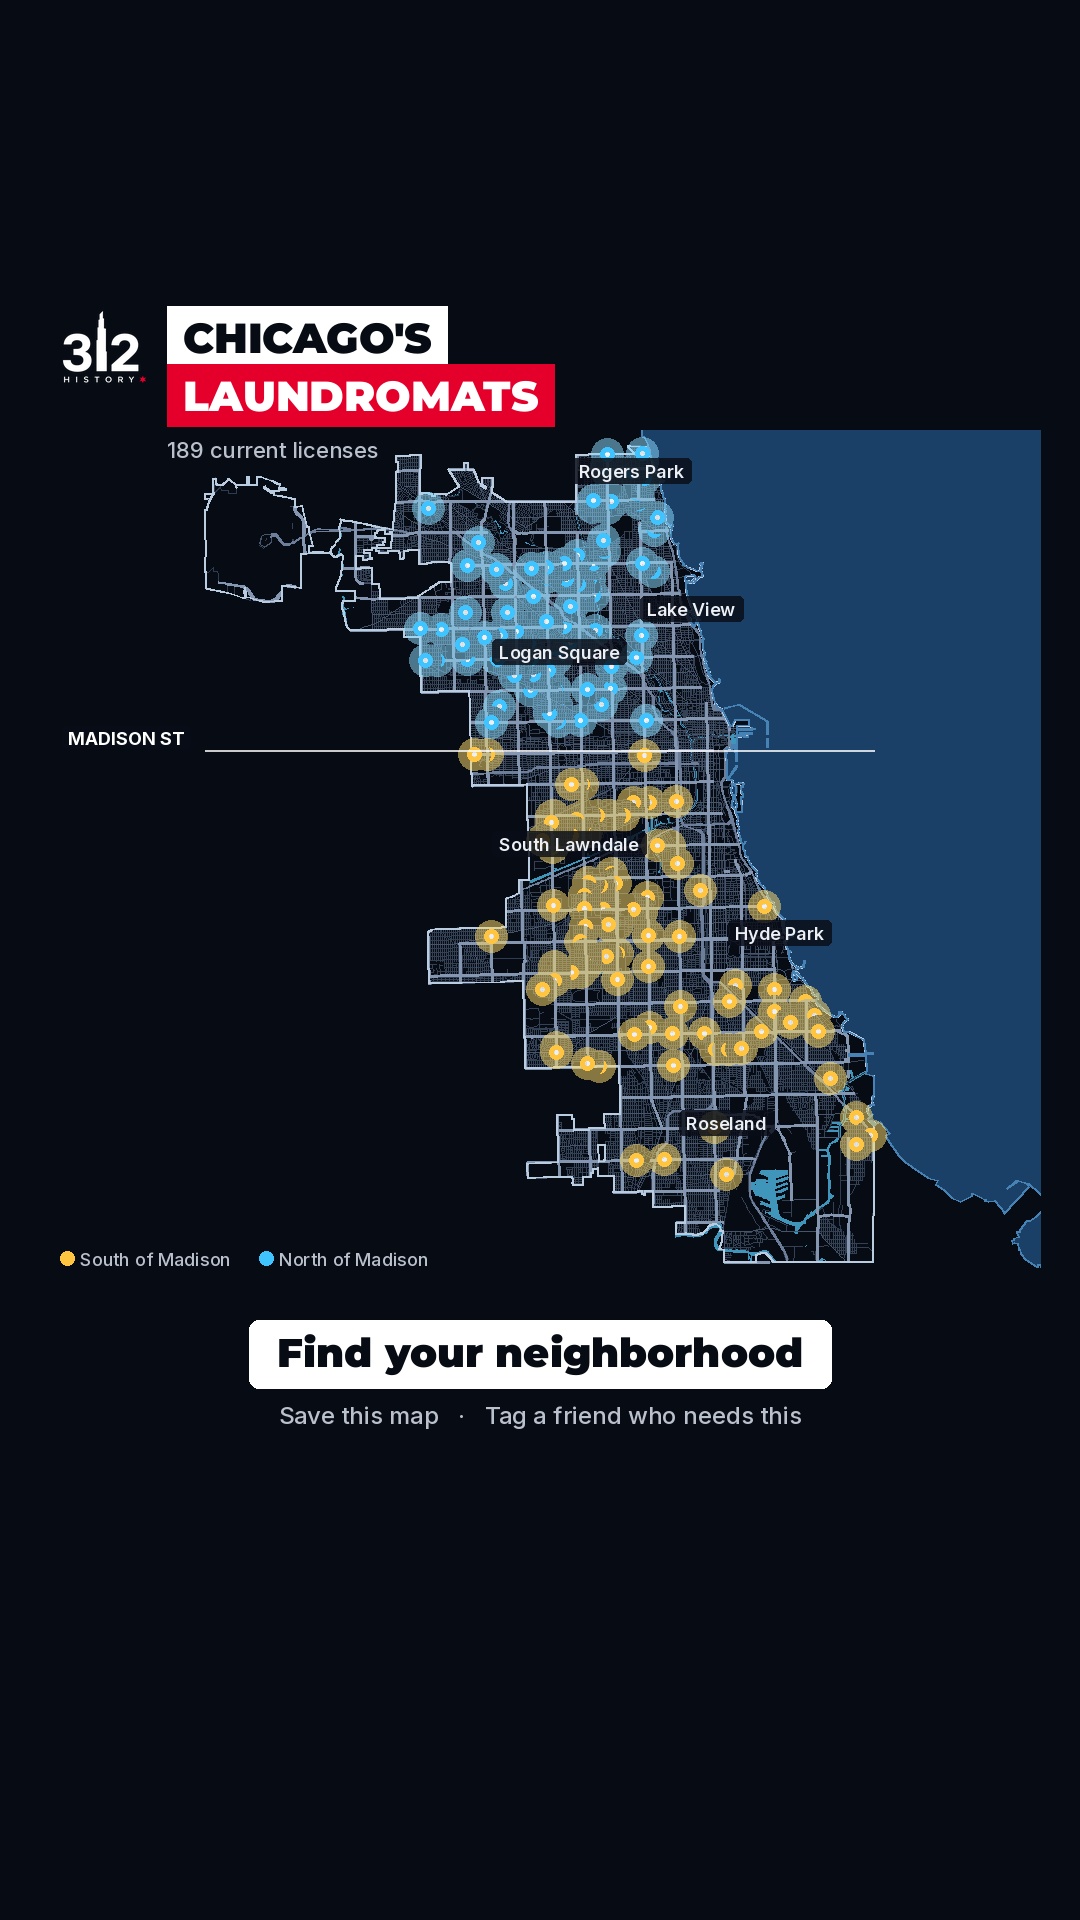 312
HISTORY*
CHICAGO'S
LAUNDROMATS
189 current licenses
Rogers Park
Lake View
Logan Square
MADISON ST
South Lawndale
Hyde Park
Roseland
South of Madison
North of Madison
Find your neighborhood
Save this map · Tag a friend who needs this